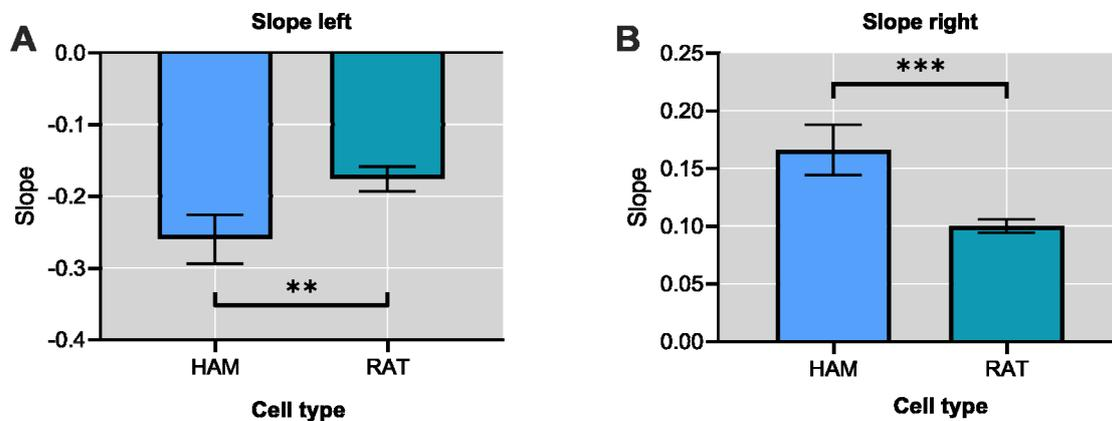 A
Slope left
0.0
-0.1
-0.2
-0.3
-0.4
Slope
**
HAM
RAT
Cell type
B
Slope right
0.25
0.20
0.15
0.10
0.05
0.00
Slope
***
HAM
RAT
Cell type